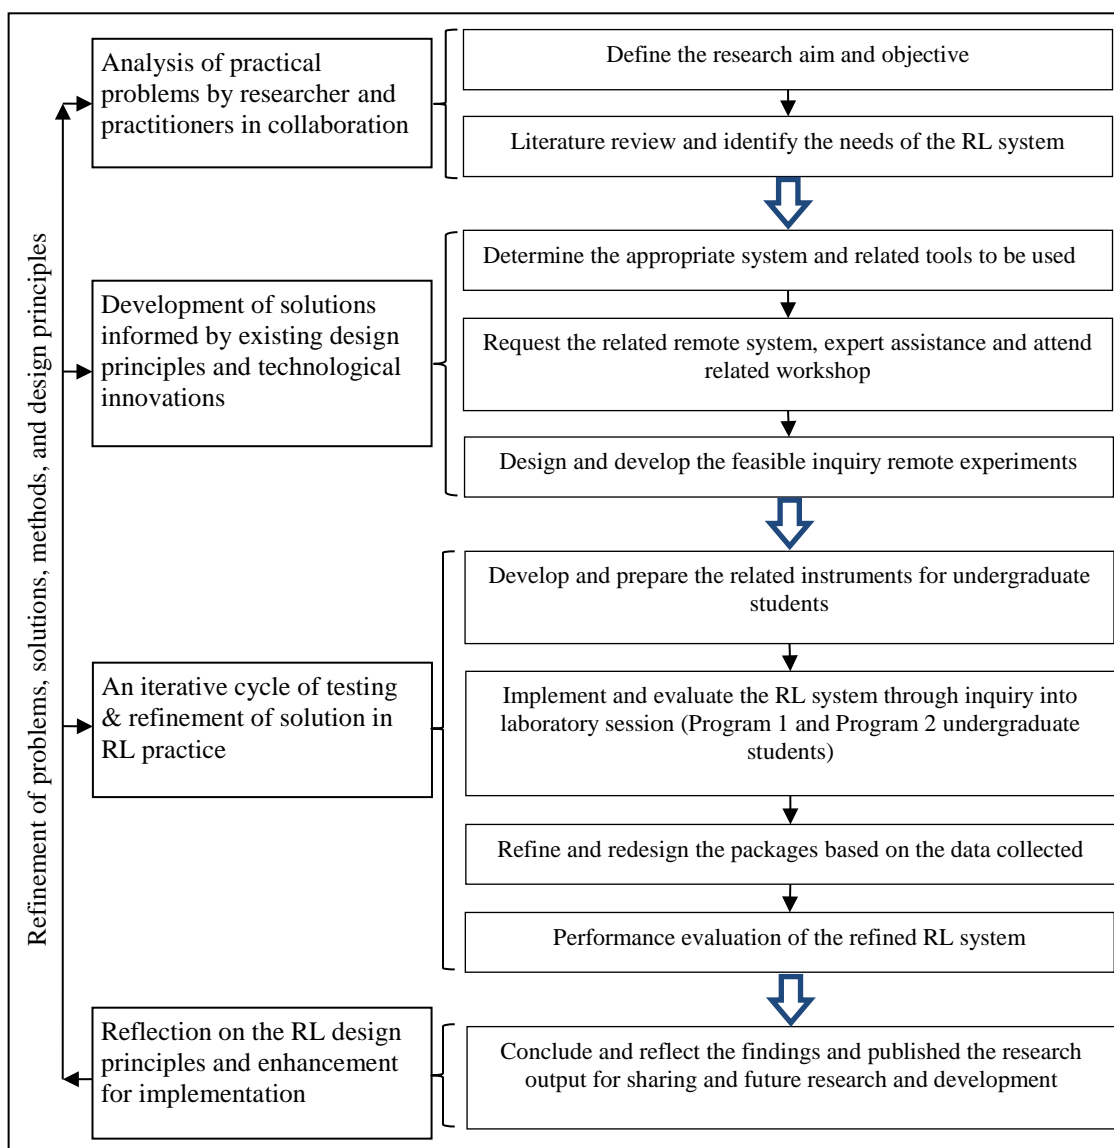 Refinement of problems, solutions, methods, and design principles
Analysis of practical
problems by researcher and
practitioners in collaboration
Define the research aim and objective
Literature review and identify the needs of the RL system
Development of solutions
informed by existing design
principles and technological
innovations
Determine the appropriate system and related tools to be used
Request the related remote system, expert assistance and attend
related workshop
Design and develop the feasible inquiry remote experiments
An iterative cycle of testing
& refinement of solution in
RL practice
Develop and prepare the related instruments for undergraduate
students
Implement and evaluate the RL system through inquiry into
laboratory session (Program 1 and Program 2 undergraduate
students)
Refine and redesign the packages based on the data collected
Performance evaluation of the refined RL system
Reflection on the RL design
principles and enhancement
for implementation
Conclude and reflect the findings and published the research
output for sharing and future research and development